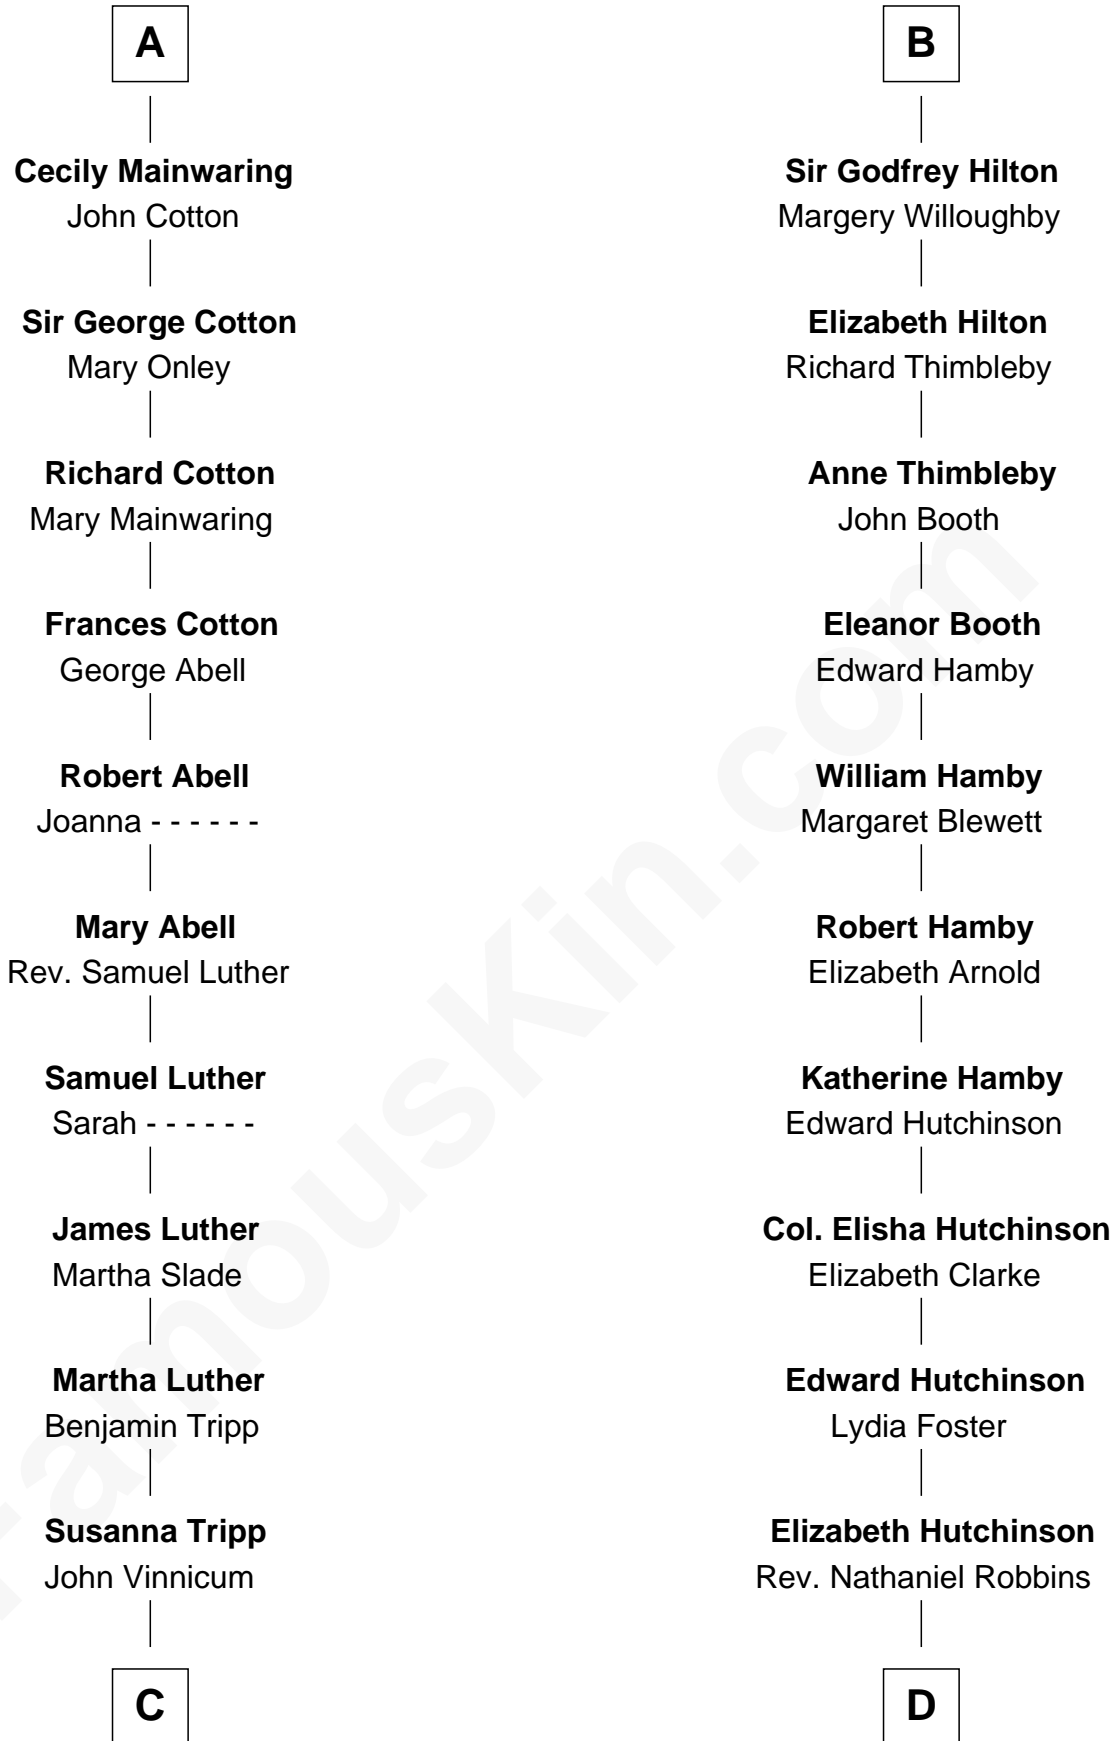 A
Cecily Mainwaring
John Cotton
Sir George Cotton
Mary Onley
Richard Cotton
Mary Mainwaring
Frances Cotton
George Abell
Robert Abell
Joanna - - - - - -
Mary Abell
Rev. Samuel Luther
Samuel Luther
Sarah - - - - - -
James Luther
Martha Slade
Martha Luther
Benjamin Tripp
Susanna Tripp
John Vinnicum
C
B
Sir Godfrey Hilton
Margery Willoughby
Elizabeth Hilton
Richard Thimbleby
Anne Thimbleby
John Booth
Eleanor Booth
Edward Hamby
William Hamby
Margaret Blewett
Robert Hamby
Elizabeth Arnold
Katherine Hamby
Edward Hutchinson
Col. Elisha Hutchinson
Elizabeth Clarke
Edward Hutchinson
Lydia Foster
Elizabeth Hutchinson
Rev. Nathaniel Robbins
D
FamousKin.com